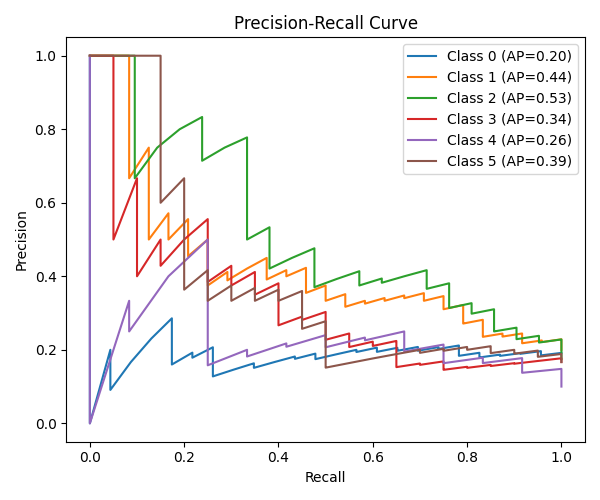 Precision-Recall Curve
Class 0 (AP=0.20)
Class 1 (AP=0.44)
Class 2 (AP=0.53)
Class 3 (AP=0.34)
Class 4 (AP=0.26)
Class 5 (AP=0.39)
Precision
1.0
0.8
0.6
0.4
0.2
0.0
0.0 0.2 0.4 0.6 0.8 1.0
Recall